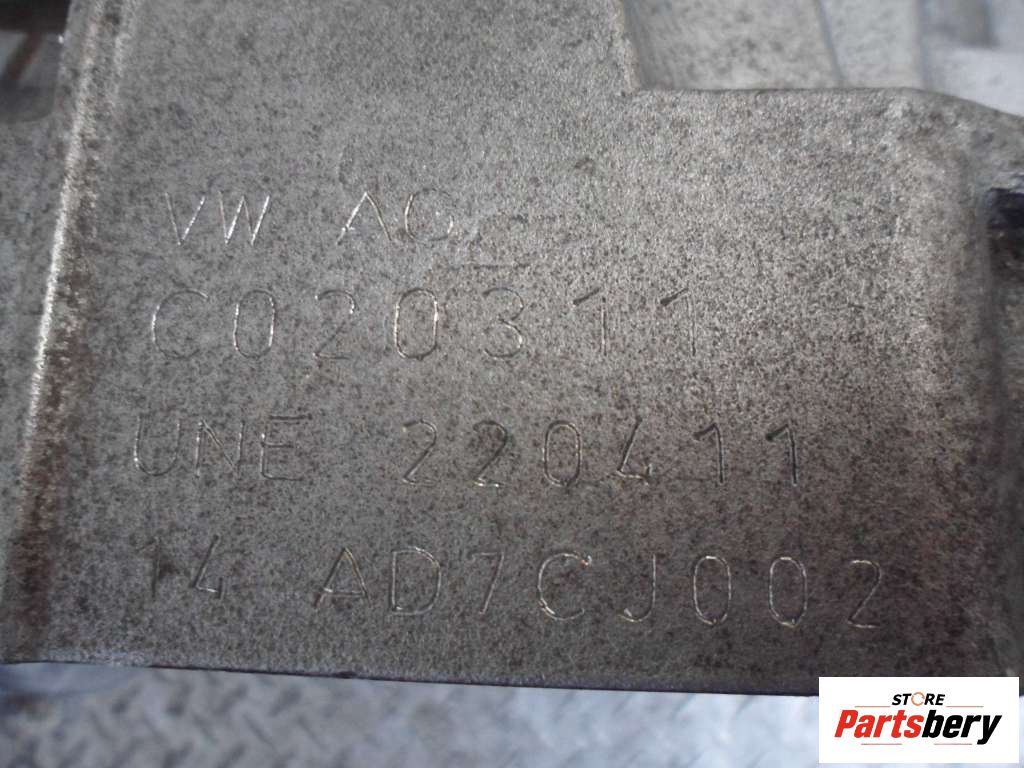 VW AG
C020311
UNE 220411
14 AD7CJ002
STORE
Partsbery